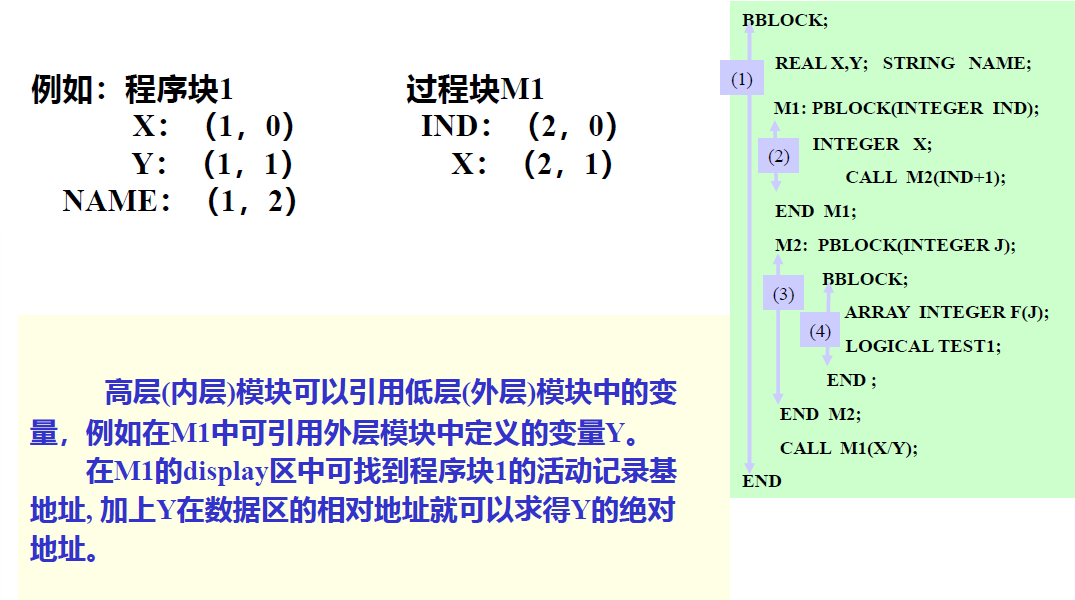 例如：程序块1
X：（1，0）
Y：（1，1）
NAME：（1，2）
过程块M1
IND：（2，0）
X：（2，1）
高层(内层)模块可以引用低层(外层)模块中的变
量，例如在M1中可引用外层模块中定义的变量Y。
在M1的display区中可找到程序块1的活动记录基
地址, 加上Y在数据区的相对地址就可以求得Y的绝对
地址。
BBLOCK;
REAL X,Y; STRING NAME;
(1)
M1: PBLOCK(INTEGER IND);
INTEGER X;
(2)
CALL M2(IND+1);
END M1;
M2: PBLOCK(INTEGER J);
BBLOCK;
(3)
ARRAY INTEGER F(J);
(4)
LOGICAL TEST1;
END ;
END M2;
CALL M1(X/Y);
END